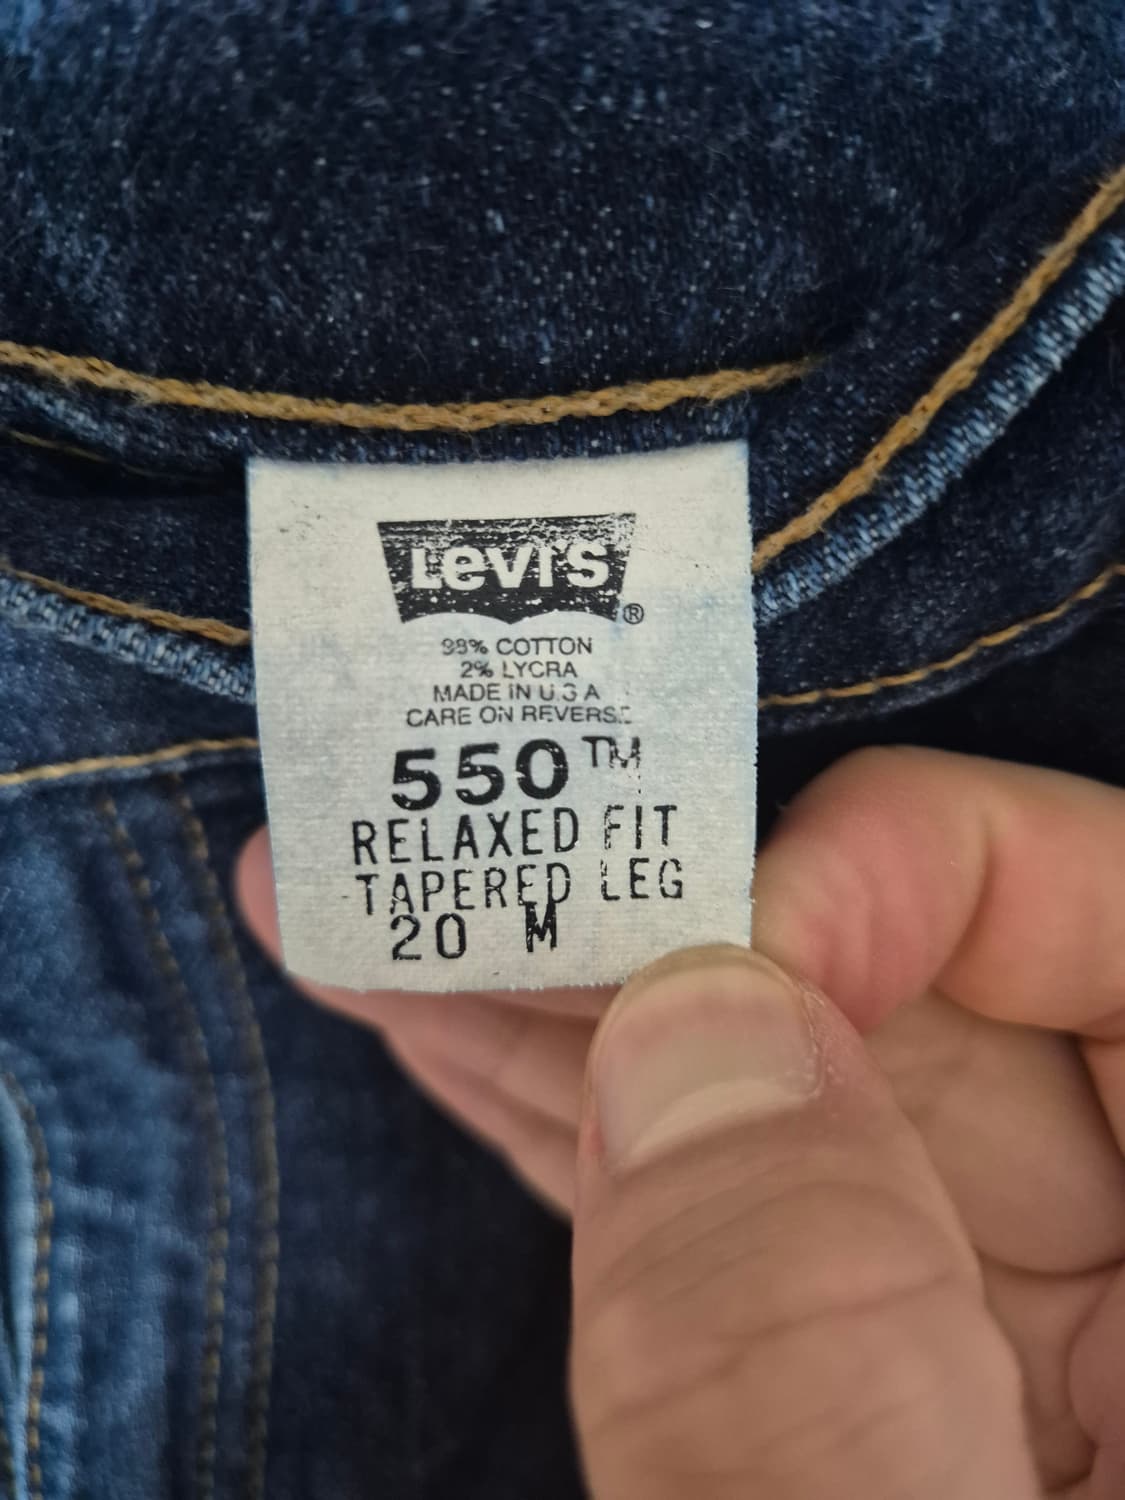 Levi's ®
98% COTTON
2% LYCRA
MADE IN U.S.A.
CARE ON REVERSE
550™
RELAXED FIT
TAPERED LEG
20 M